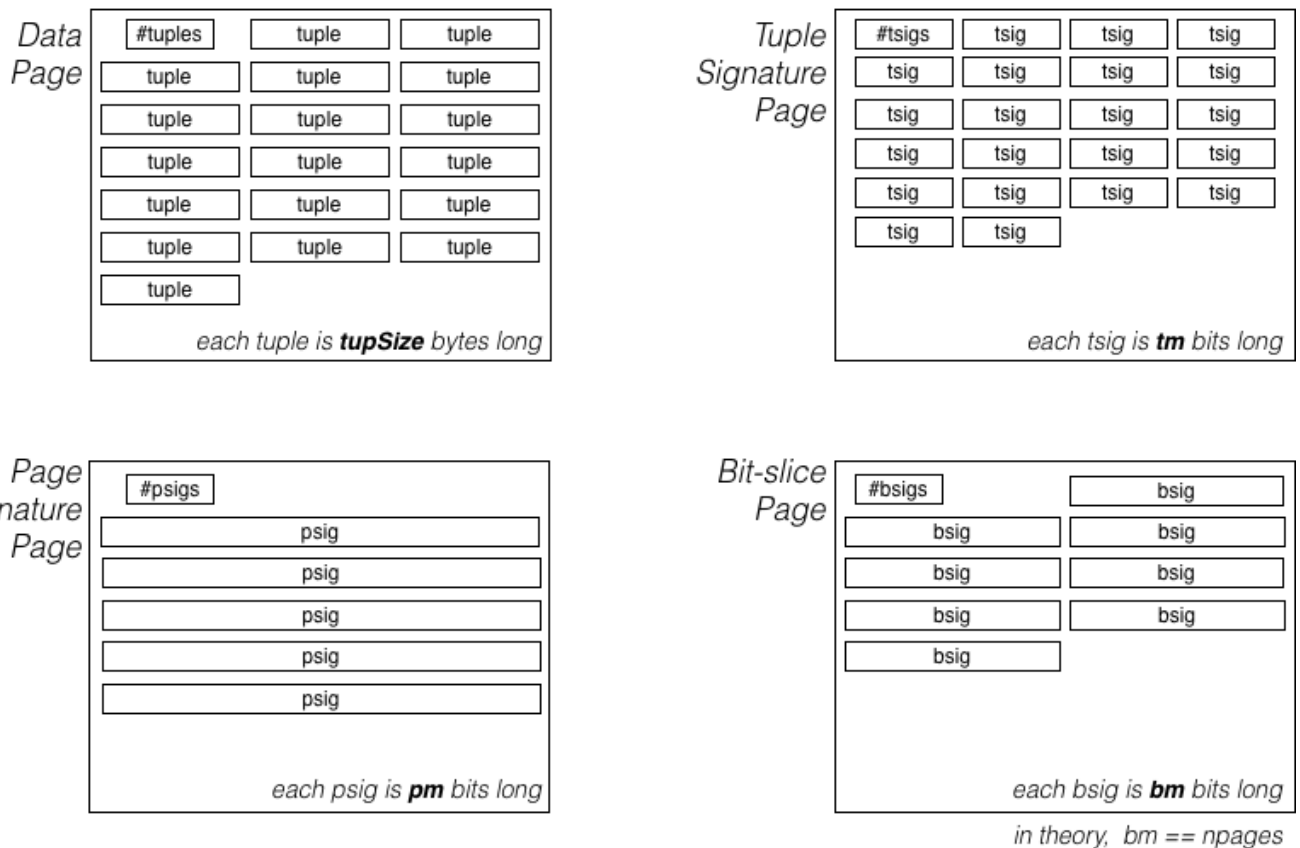 Data
Page
#tuples tuple tuple
tuple tuple tuple
tuple tuple tuple
tuple tuple tuple
tuple tuple tuple
tuple tuple tuple
tuple
each tuple is tupSize bytes long
Tuple
Signature
Page
#tsigs tsig tsig tsig
tsig tsig tsig tsig
tsig tsig tsig tsig
tsig tsig tsig tsig
tsig tsig tsig tsig
tsig tsig
each tsig is tm bits long
Page
nature
Page
#psigs
psig
psig
psig
psig
psig
each psig is pm bits long
Bit-slice
Page
#bsigs bsig
bsig bsig
bsig bsig
bsig bsig
bsig
each bsig is bm bits long
in theory, bm == npages